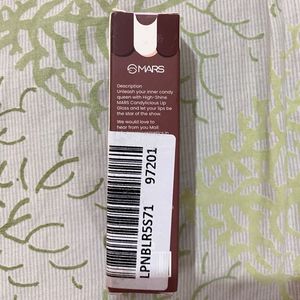 MARS
Description
Unleash your inner candy
queen with High-Shine
MARS Candylicious Lip
Gloss and let your lips be
the star of the show.
We would love to
hear from you Mail
LPNBLR5S71
97201